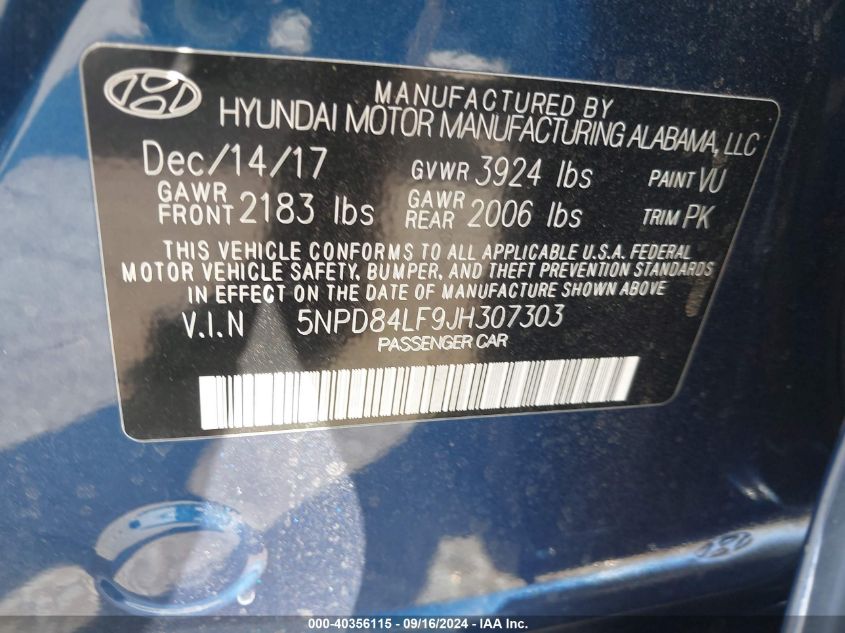 MANUFACTURED BY
HYUNDAI MOTOR MANUFACTURING ALABAMA, LLC
Dec/14/17 GVWR 3924 lbs PAINT VU
GAWR FRONT 2183 lbs GAWR REAR 2006 lbs TRIM PK
THIS VEHICLE CONFORMS TO ALL APPLICABLE U.S.A. FEDERAL
MOTOR VEHICLE SAFETY, BUMPER, AND THEFT PREVENTION STANDARDS
IN EFFECT ON THE DATE OF MANUFACTURE SHOWN ABOVE
V.I.N 5NPD84LF9JH307303
PASSENGER CAR
000-40356115 - 09/16/2024 - IAA Inc.